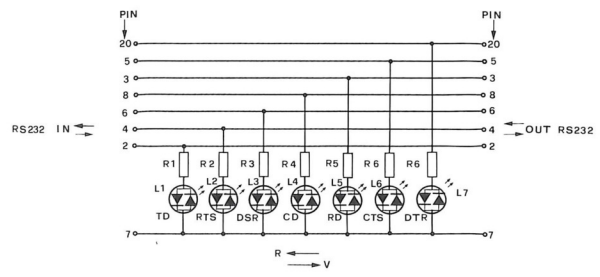 PIN PIN
20 20
5 5
3 3
8 8
6 6
RS232 IN 4 4 OUT RS232
2 2
R1 R2 R3 R4 R5 R6 R6
L1 L2 L3 L4 L5 L6 L7
TD RTS DSR CD RD CTS DTR
7 7
R
V